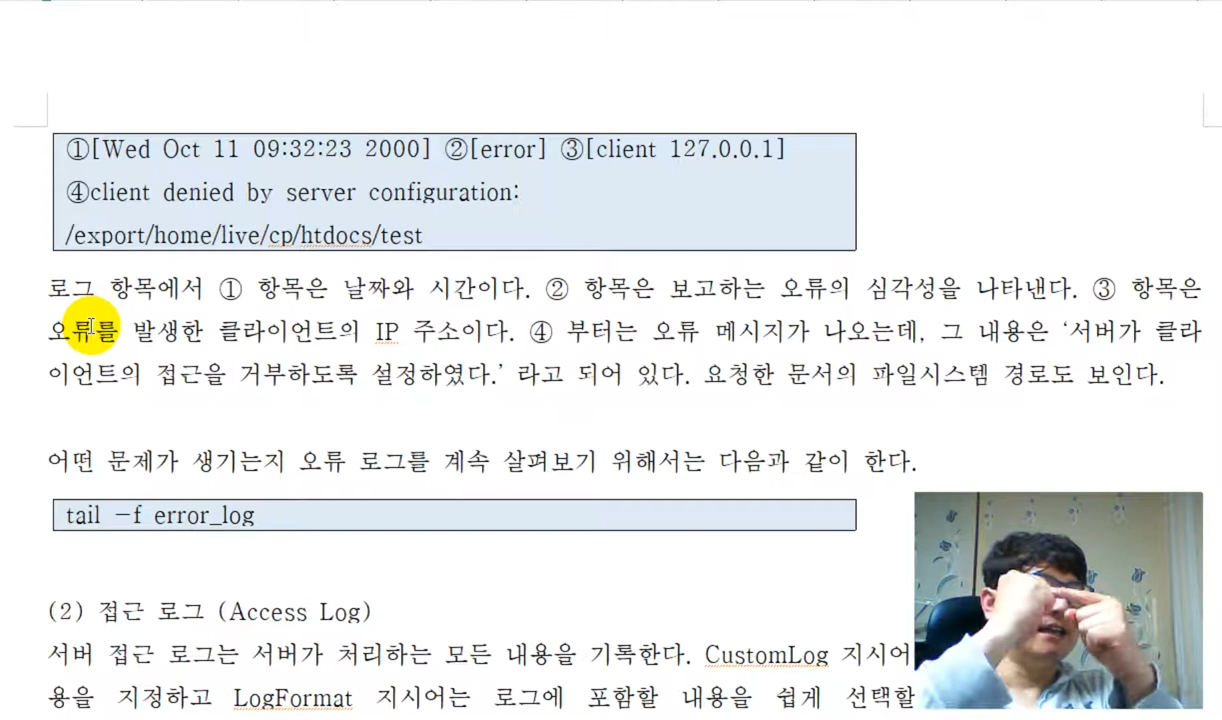 ①[Wed Oct 11 09:32:23 2000] ②[error] ③[client 127.0.0.1]
④client denied by server configuration:
/export/home/live/cp/htdocs/test
로그 항목에서 ① 항목은 날짜와 시간이다. ② 항목은 보고하는 오류의 심각성을 나타낸다. ③ 항목은
오류를 발생한 클라이언트의 IP 주소이다. ④ 부터는 오류 메시지가 나오는데, 그 내용은 ‘서버가 클라
이언트의 접근을 거부하도록 설정하였다.’ 라고 되어 있다. 요청한 문서의 파일시스템 경로도 보인다.
어떤 문제가 생기는지 오류 로그를 계속 살펴보기 위해서는 다음과 같이 한다.
tail -f error_log
(2) 접근 로그 (Access Log)
서버 접근 로그는 서버가 처리하는 모든 내용을 기록한다. CustomLog 지시어
용을 지정하고 LogFormat 지시어는 로그에 포함할 내용을 쉽게 선택할